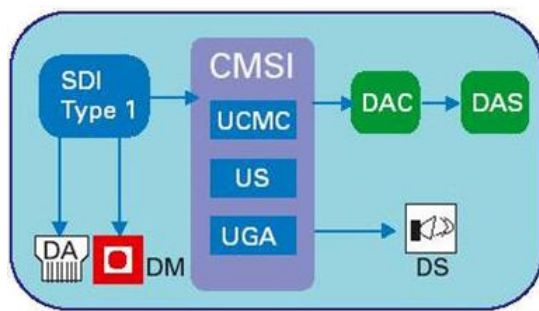 SDI
Type 1
CMSI
UCMC
US
UGA
DAC
DAS
DA
DM
DS